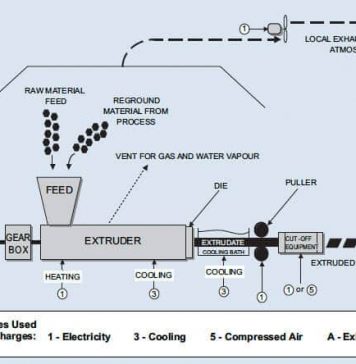 1
LOCAL EXHAU
ATMOS
RAW MATERIAL
FEED
REGROUND
MATERIAL FROM
PROCESS
VENT FOR GAS AND WATER VAPOUR
DIE
PULLER
FEED
GEAR
BOX
EXTRUDER
EXTRUDATE
COOLING BATH
CUT-OFF
EQUIPMENT
EXTRUDED
HEATING
COOLING
COOLING
1
3
3
1
1 or 5
es Used
harges:
1 - Electricity
3 - Cooling
5 - Compressed Air
A - Ex